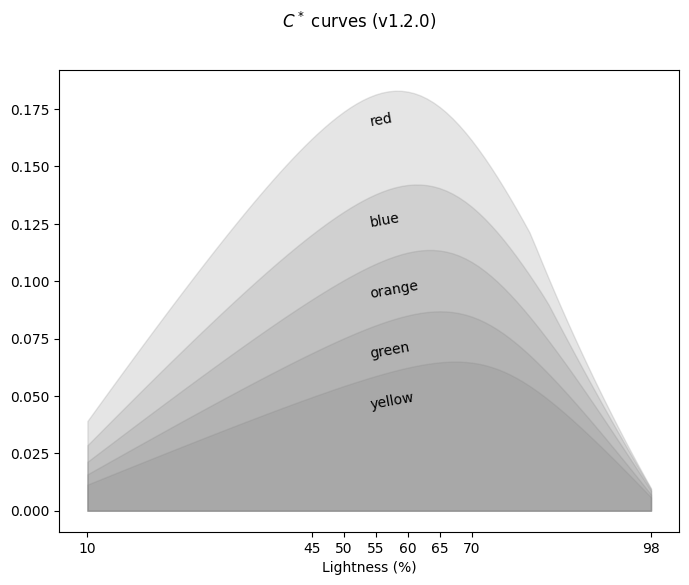 C* curves (v1.2.0)
0.175
0.150
0.125
0.100
0.075
0.050
0.025
0.000
red
blue
orange
green
yellow
10 45 50 55 60 65 70 98
Lightness (%)